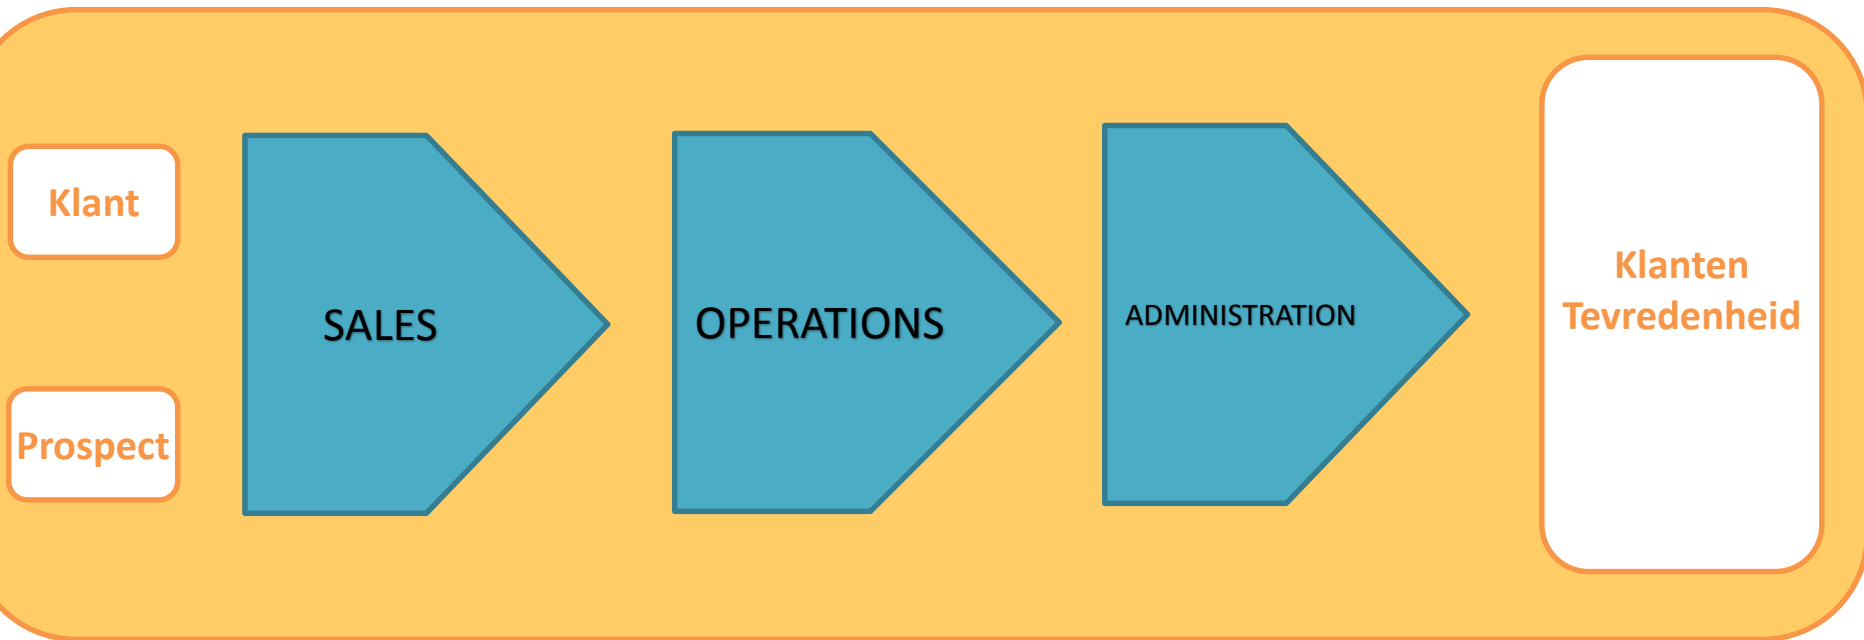 Klant
Prospect
SALES
OPERATIONS
ADMINISTRATION
Klanten
Tevredenheid